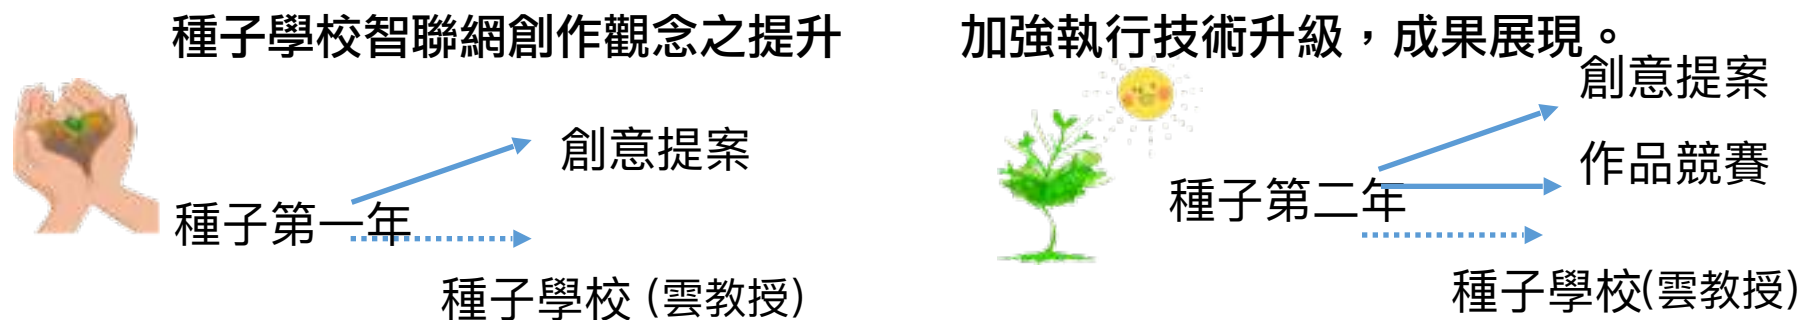 種子學校智聯網創作觀念之提升
創意提案
種子第一年
種子學校 (雲教授)
加強執行技術升級，成果展現。
創意提案
作品競賽
種子第二年
種子學校(雲教授)